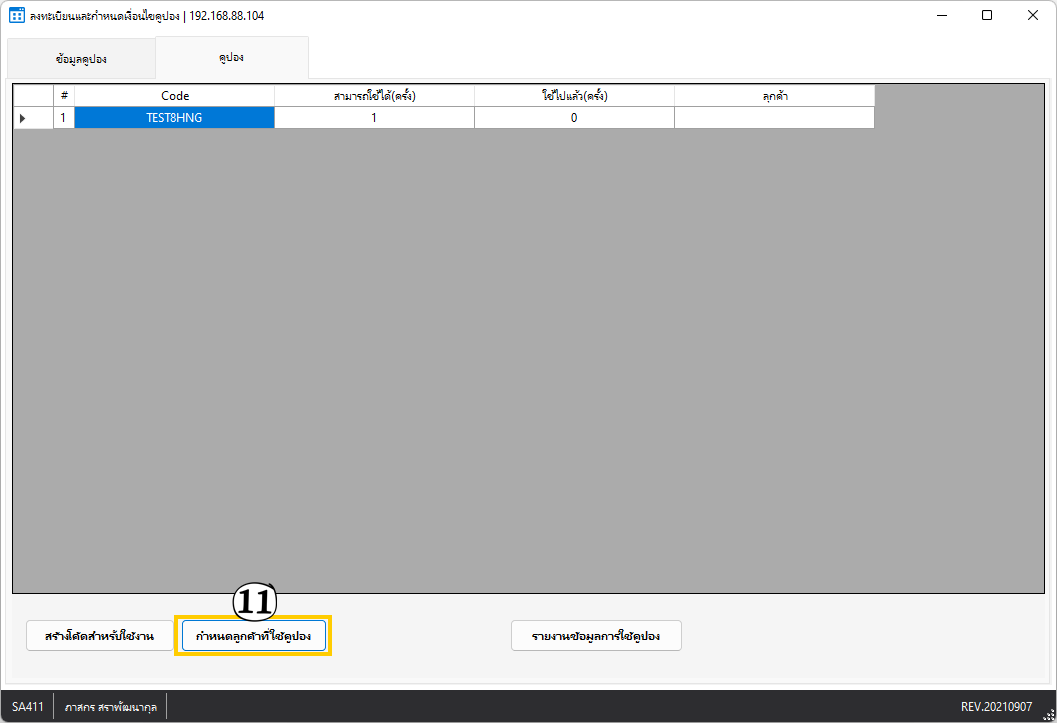 ลงทะเบียนและกำหนดเงื่อนไขคูปอง | 192.168.88.104
ข้อมูลคูปอง คูปอง
# Code สามารถใช้ได้(ครั้ง) ใช้ไปแล้ว(ครั้ง) ลูกค้า
1 TEST8HNG 1 0
11
สร้างโค้ดสำหรับใช้งาน กำหนดลูกค้าที่ใช้คูปอง รายงานข้อมูลการใช้คูปอง
SA411 ภาสกร สราพัฒนากุล REV.20210907